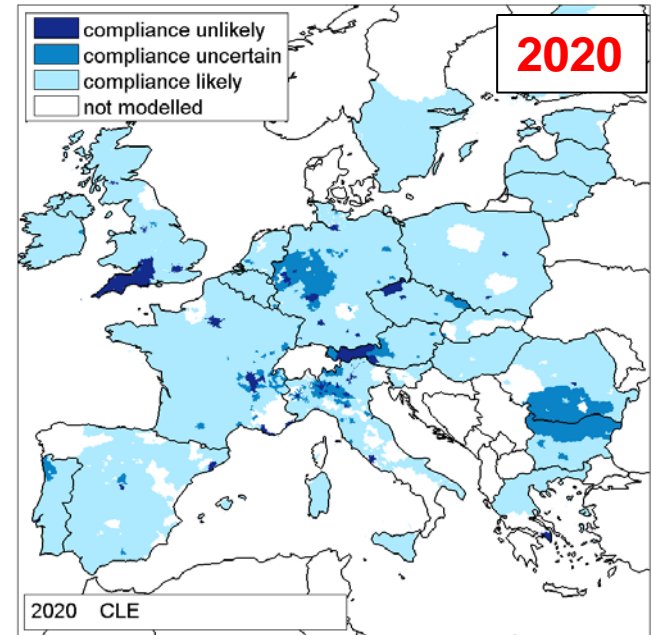 compliance unlikely
compliance uncertain
compliance likely
not modelled
2020
2020 CLE